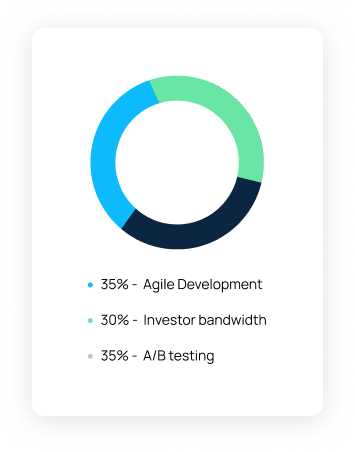 35% - Agile Development
30% - Investor bandwidth
35% - A/B testing